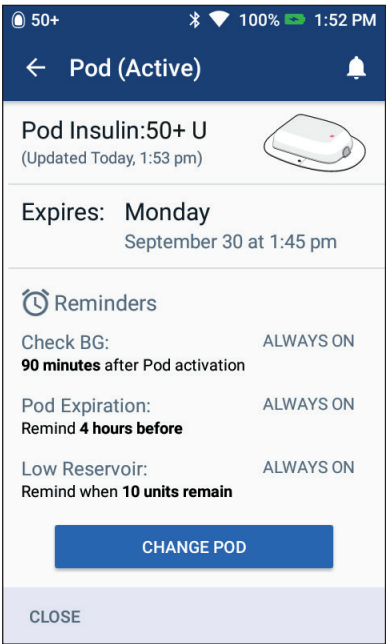 50+ 100% 1:52 PM
Pod (Active)
Pod Insulin:50+ U
(Updated Today, 1:53 pm)
Expires: Monday
September 30 at 1:45 pm
Reminders
Check BG: ALWAYS ON
90 minutes after Pod activation
Pod Expiration: ALWAYS ON
Remind 4 hours before
Low Reservoir: ALWAYS ON
Remind when 10 units remain
CHANGE POD
CLOSE